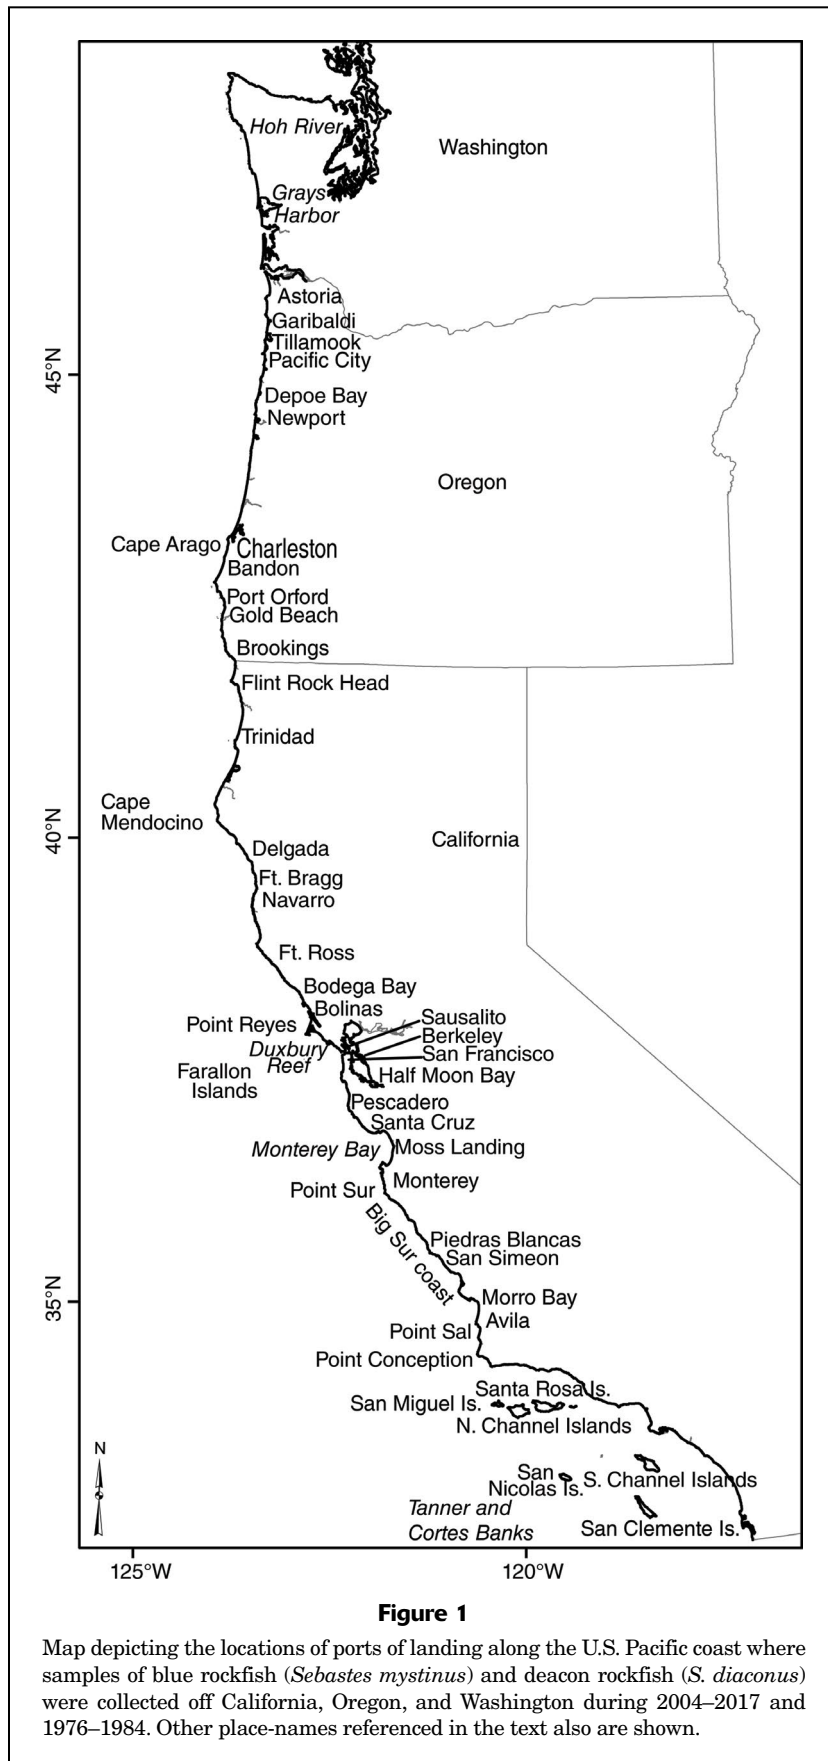 Hoh River
Washington
Grays
Harbor
Astoria
Garibaldi
Tillamook
Pacific City
45°N
Depoe Bay
Newport
Oregon
Cape Arago
Charleston
Bandon
Port Orford
Gold Beach
Brookings
Flint Rock Head
Trinidad
Cape
Mendocino
40°N
California
Delgada
Ft. Bragg
Navarro
Ft. Ross
Bodega Bay
Bolinas
Point Reyes
Sausalito
Berkeley
San Francisco
Duxbury
Reef
Farallon
Islands
Half Moon Bay
Pescadero
Santa Cruz
Monterey Bay
Moss Landing
Monterey
Point Sur
Big Sur coast
Piedras Blancas
San Simeon
35°N
Morro Bay
Avila
Point Sal
Point Conception
Santa Rosa Is.
San Miguel Is.
N. Channel Islands
San
Nicolas Is.
S. Channel Islands
Tanner and
Cortes Banks
San Clemente Is.
N
125°W
120°W
Figure 1
Map depicting the locations of ports of landing along the U.S. Pacific coast where
samples of blue rockfish (Sebastes mystinus) and deacon rockfish (S. diaconus)
were collected off California, Oregon, and Washington during 2004–2017 and
1976–1984. Other place-names referenced in the text also are shown.